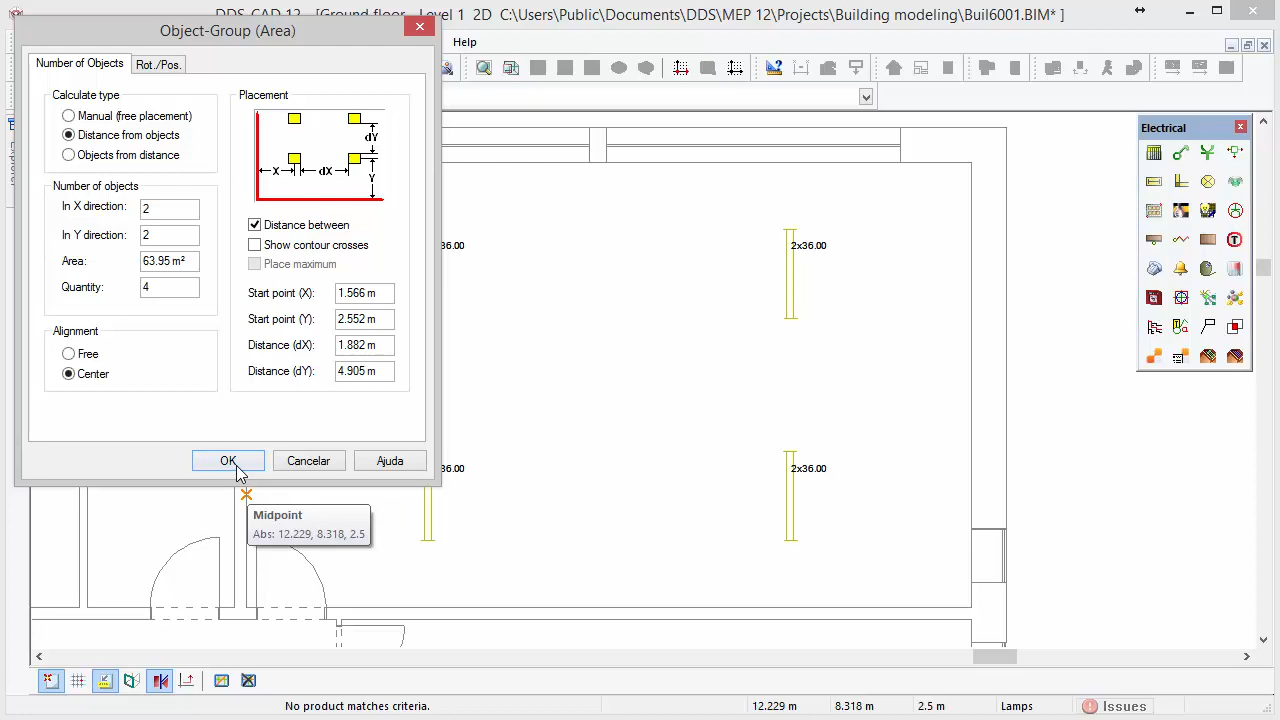 DDS-CAD 12 - [Ground floor - Level 1 2D C:\Users\Public\Documents\DDS\MEP 12\Projects\Building modeling\Buil6001.BIM* ]
Object-Group (Area)
Help
Number of Objects
Rot./Pos.
Calculate type
Manual (free placement)
Distance from objects
Objects from distance
Number of objects
In X direction:
2
In Y direction:
2
Area:
63.95 m²
Quantity:
4
Alignment
Free
Center
Placement
dY
X
dX
Y
Distance between
Show contour crosses
Place maximum
Start point (X):
1.566 m
Start point (Y):
2.552 m
Distance (dX):
1.882 m
Distance (dY):
4.905 m
OK
Cancelar
Ajuda
Midpoint
Abs: 12.229, 8.318, 2.5
36.00
2x36.00
36.00
2x36.00
Electrical
No product matches criteria.
12.229 m
8.318 m
2.5 m
Lamps
Issues